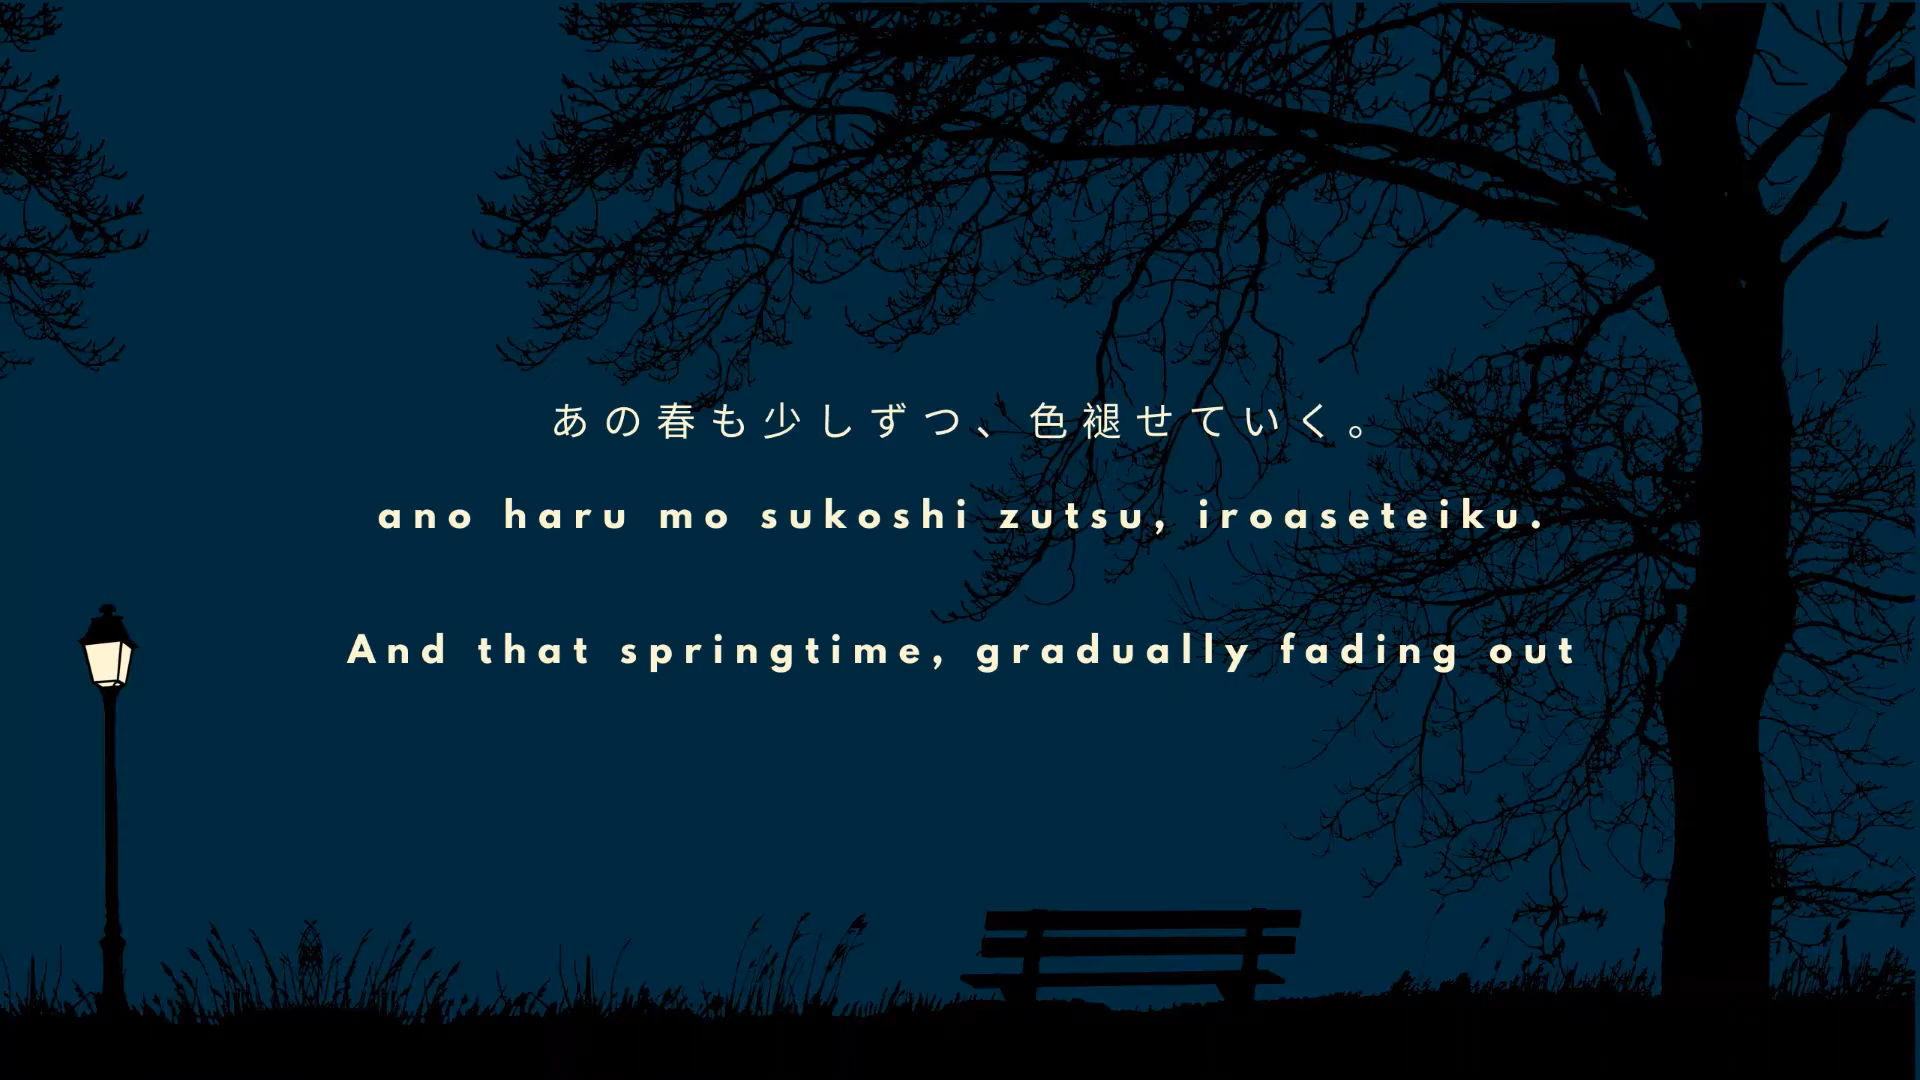 あの春も少しずつ、色褪せていく。
ano haru mo sukoshi zutsu, iroaseteiku.
And that springtime, gradually fading out